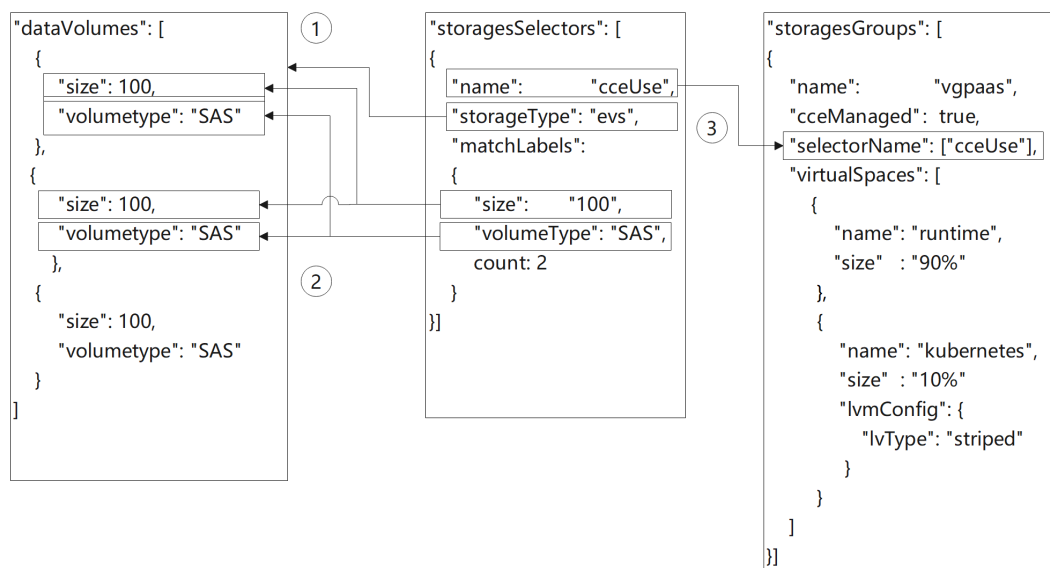 "dataVolumes": [
{
"size": 100,
"volumetype": "SAS"
},
{
"size": 100,
"volumetype": "SAS"
},
{
"size": 100,
"volumetype": "SAS"
}
]
1
2
"storagesSelectors": [
{
"name": "cceUse",
"storageType": "evs",
"matchLabels":
{
"size": "100",
"volumeType": "SAS",
count: 2
}
}]
3
"storagesGroups": [
{
"name": "vgpaas",
"cceManaged": true,
"selectorName": ["cceUse"],
"virtualSpaces": [
{
"name": "runtime",
"size" : "90%"
},
{
"name": "kubernetes",
"size" : "10%"
"lvmConfig": {
"lvType": "striped"
}
}
]
}]